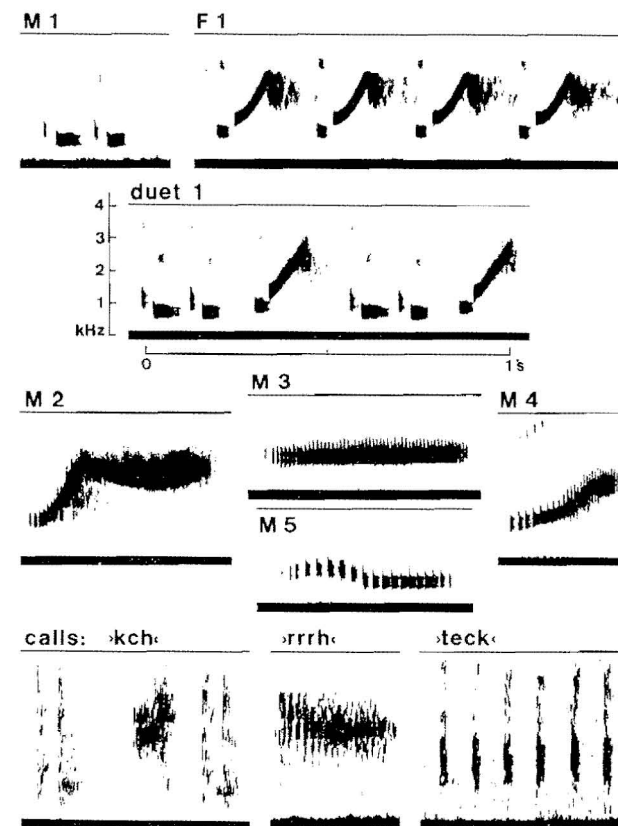 M 1 F 1
duet 1
4
3
2
1
kHz
0 1 s
M 2 M 3 M 4
M 5
calls: ›kch‹ ›rrrh‹ ›teck‹